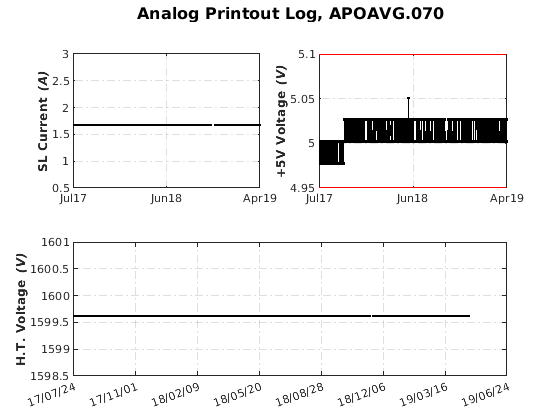 Analog Printout Log, APOAVG.070
SL Current (A)
3
2.5
2
1.5
1
0.5
Jul17 Jun18 Apr19
+5V Voltage (V)
5.1
5.05
5
4.95
Jul17 Jun18 Apr19
H.T. Voltage (V)
1601
1600.5
1600
1599.5
1599
1598.5
17/07/24 17/11/01 18/02/09 18/05/20 18/08/28 18/12/06 19/03/16 19/06/24